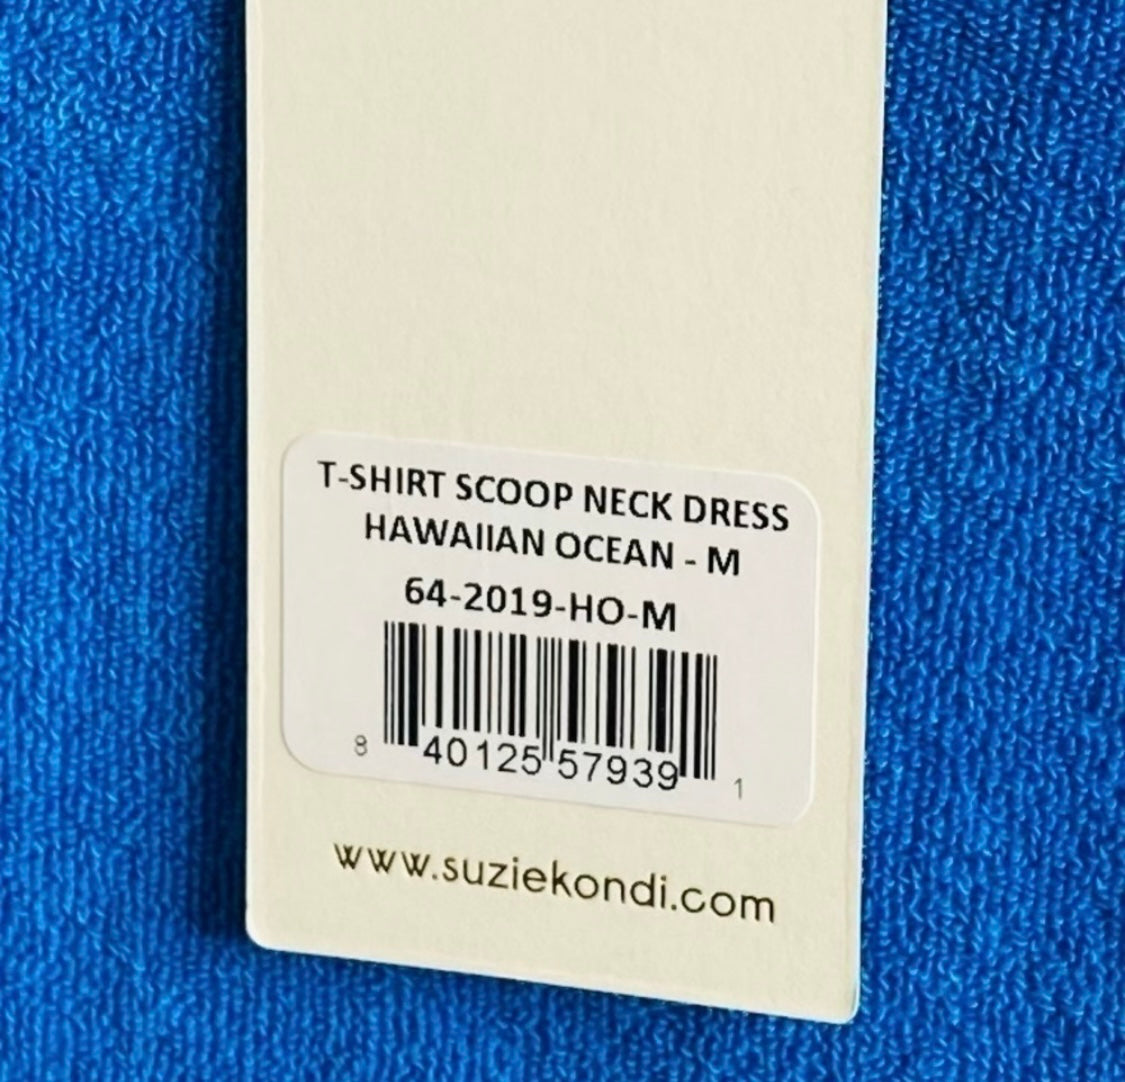 T-SHIRT SCOOP NECK DRESS
HAWAIIAN OCEAN - M
64-2019-HO-M
8 40125 57939 1
www.suziekondi.com